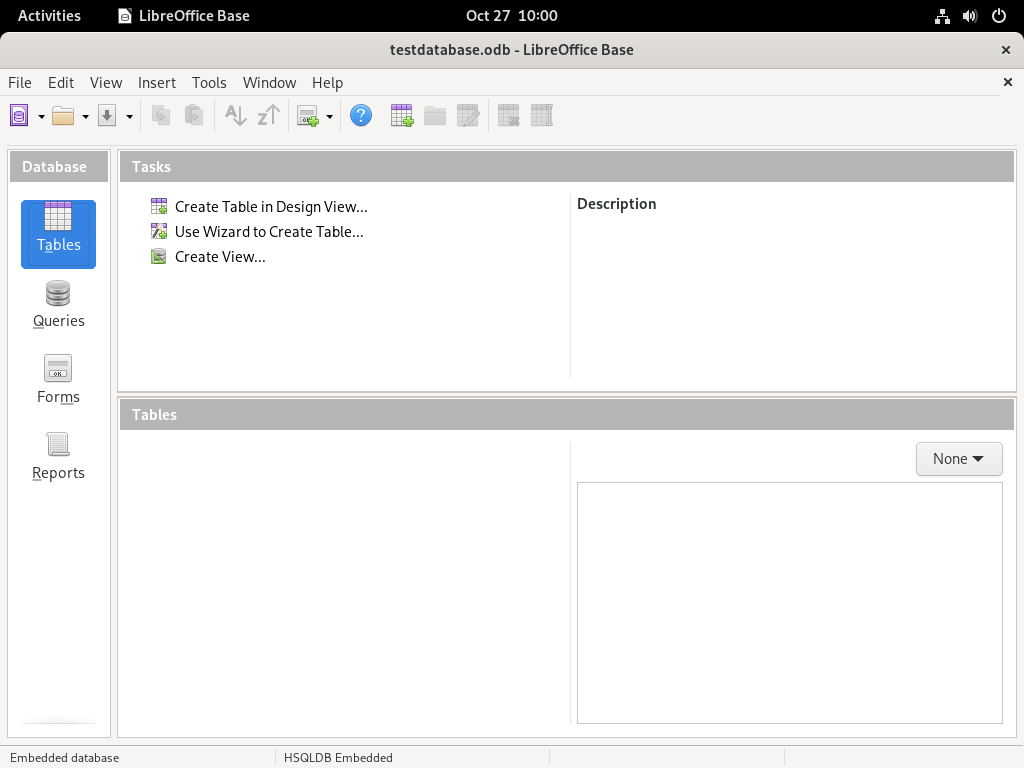 Activities LibreOffice Base Oct 27 10:00
testdatabase.odb - LibreOffice Base
File Edit View Insert Tools Window Help
Database
Tables
Queries
Forms
Reports
Tasks
Create Table in Design View...
Use Wizard to Create Table...
Create View...
Description
Tables
None
Embedded database HSQLDB Embedded